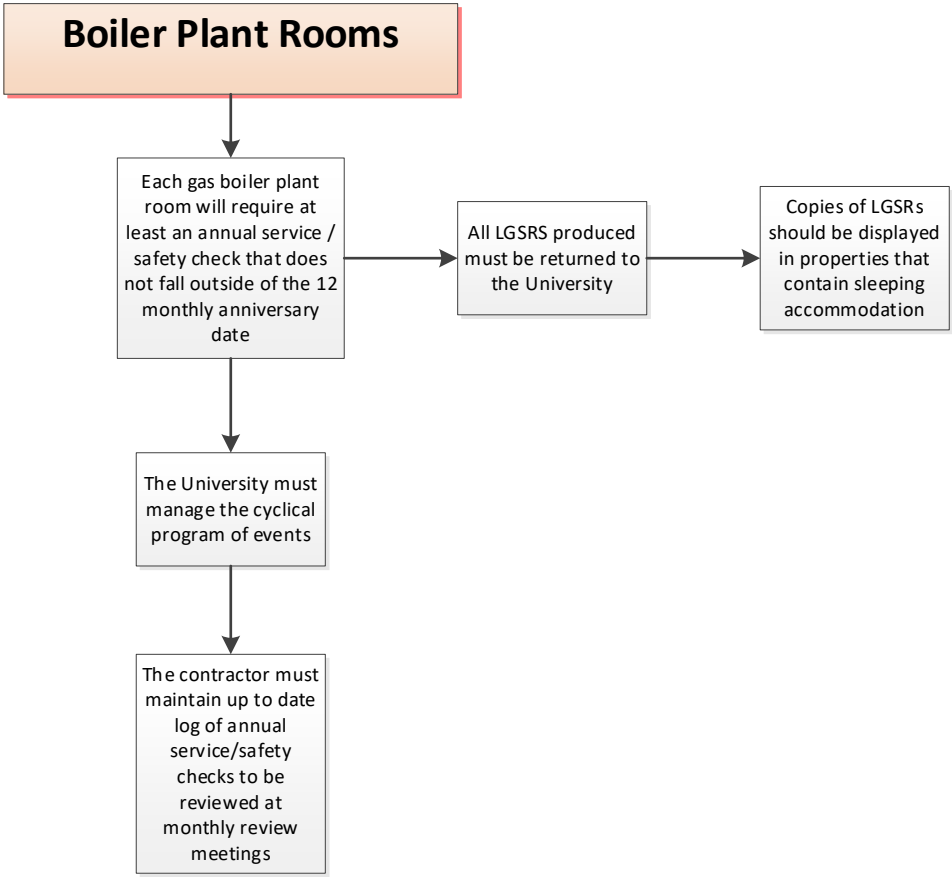 Boiler Plant Rooms
Each gas boiler plant
room will require at
least an annual service /
safety check that does
not fall outside of the 12
monthly anniversary
date
All LGSRS produced
must be returned to
the University
Copies of LGSRs
should be displayed
in properties that
contain sleeping
accommodation
The University must
manage the cyclical
program of events
The contractor must
maintain up to date
log of annual
service/safety
checks to be
reviewed at
monthly review
meetings